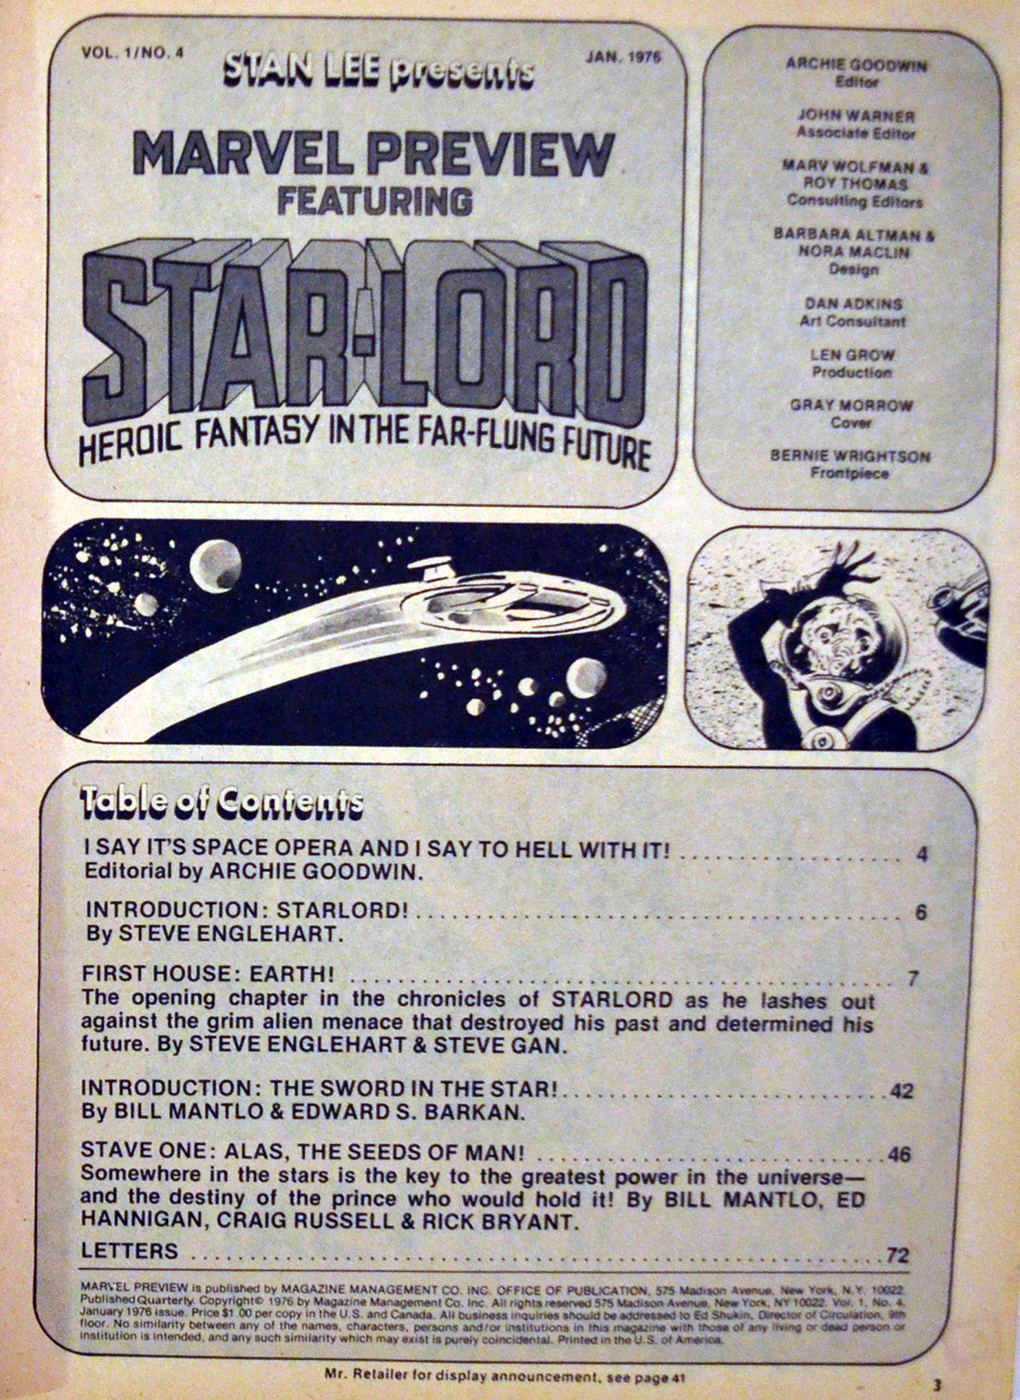 VOL. 1/NO. 4
STAN LEE presents
JAN. 1976
MARVEL PREVIEW
FEATURING
STAR-LORD
HEROIC FANTASY IN THE FAR-FLUNG FUTURE
ARCHIE GOODWIN
Editor
JOHN WARNER
Associate Editor
MARV WOLFMAN &
ROY THOMAS
Consulting Editors
BARBARA ALTMAN &
NORA MACLIN
Design
DAN ADKINS
Art Consultant
LEN GROW
Production
GRAY MORROW
Cover
BERNIE WRIGHTSON
Frontpiece
Table of Contents
I SAY IT'S SPACE OPERA AND I SAY TO HELL WITH IT! .................... 4
Editorial by ARCHIE GOODWIN.
INTRODUCTION: STARLORD! .......................................... 6
By STEVE ENGLEHART.
FIRST HOUSE: EARTH! .............................................. 7
The opening chapter in the chronicles of STARLORD as he lashes out
against the grim alien menace that destroyed his past and determined his
future. By STEVE ENGLEHART & STEVE GAN.
INTRODUCTION: THE SWORD IN THE STAR! ............................. 42
By BILL MANTLO & EDWARD S. BARKAN.
STAVE ONE: ALAS, THE SEEDS OF MAN! ............................... 46
Somewhere in the stars is the key to the greatest power in the universe—
and the destiny of the prince who would hold it! By BILL MANTLO, ED
HANNIGAN, CRAIG RUSSELL & RICK BRYANT.
LETTERS .......................................................... 72
MARVEL PREVIEW is published by MAGAZINE MANAGEMENT CO. INC. OFFICE OF PUBLICATION, 575 Madison Avenue, New York, N.Y. 10022.
Published Quarterly. Copyright© 1976 by Magazine Management Co. Inc. All rights reserved 575 Madison Avenue, New York, NY 10022. Vol. 1, No. 4,
January 1976 issue. Price $1.00 per copy in the U.S. and Canada. All business inquiries should be addressed to Ed Shukin, Director of Circulation, 9th
floor. No similarity between any of the names, characters, persons and/or institutions in this magazine with those of any living or dead person or
institution is intended, and any such similarity which may exist is purely coincidental. Printed in the U.S. of America.
Mr. Retailer for display announcement, see page 41
3